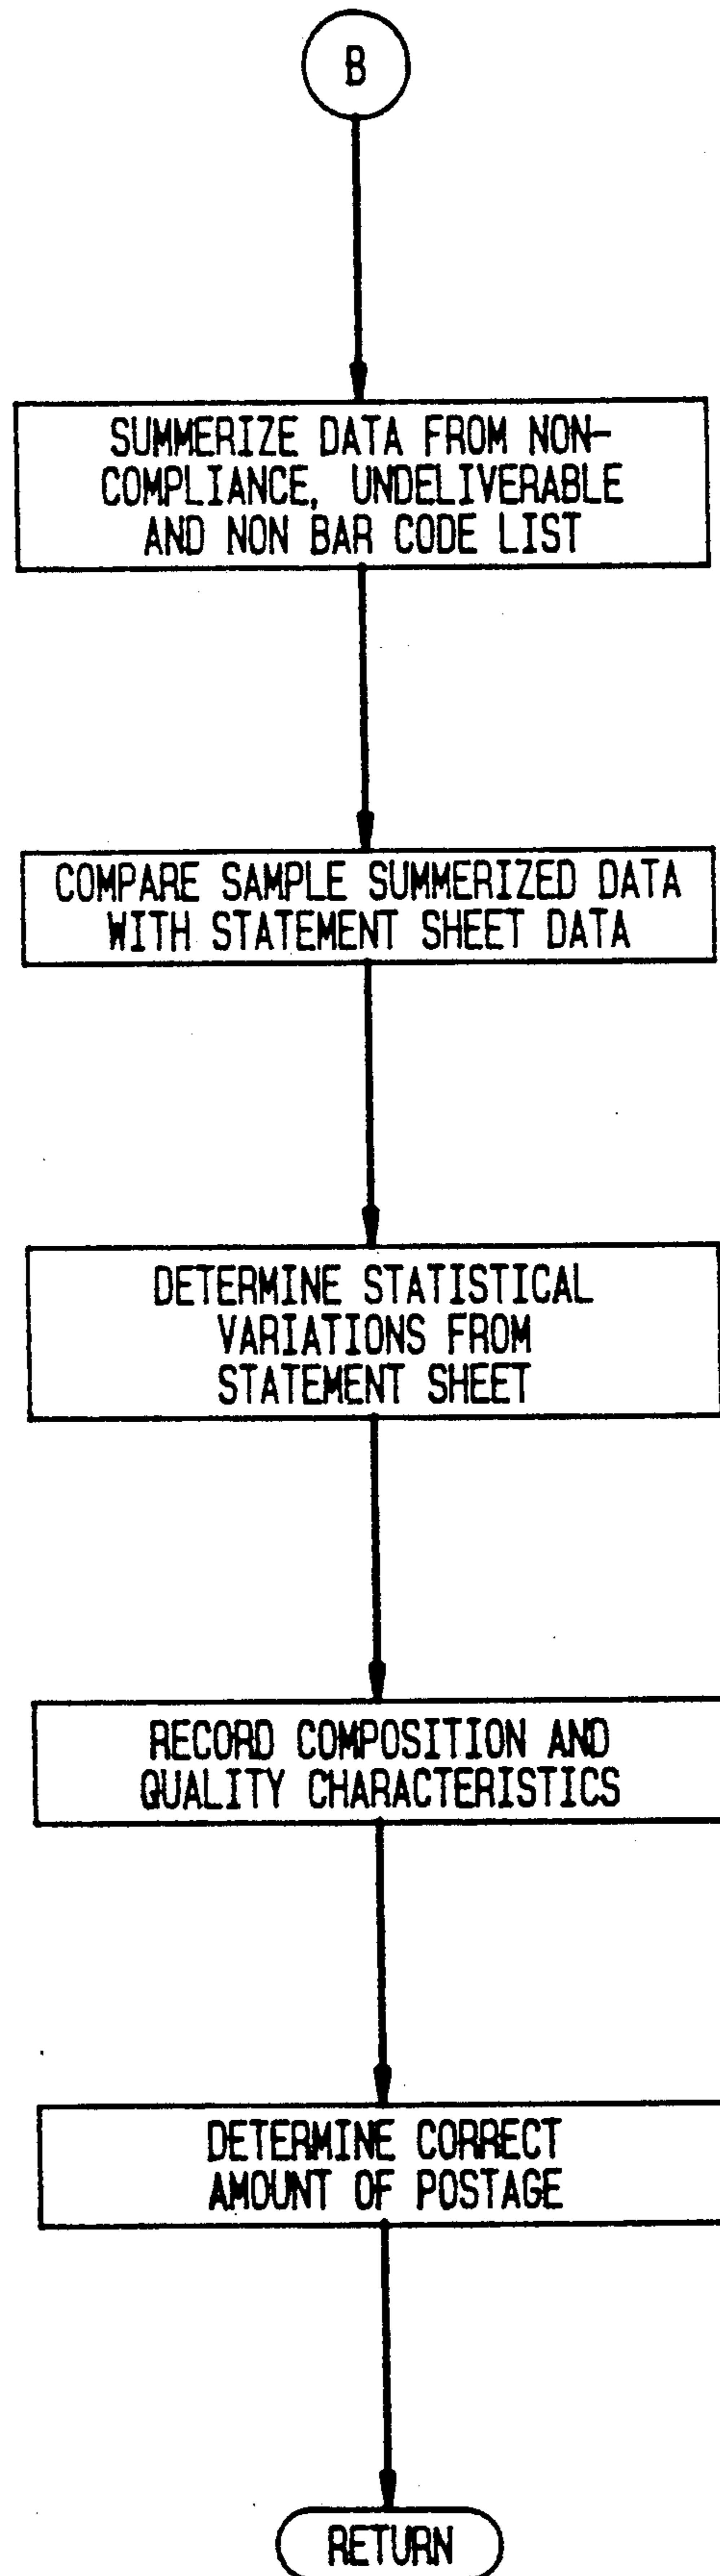 B
SUMMERIZE DATA FROM NON-
COMPLIANCE, UNDELIVERABLE
AND NON BAR CODE LIST
COMPARE SAMPLE SUMMERIZED DATA
WITH STATEMENT SHEET DATA
DETERMINE STATISTICAL
VARIATIONS FROM
STATEMENT SHEET
RECORD COMPOSITION AND
QUALITY CHARACTERISTICS
DETERMINE CORRECT
AMOUNT OF POSTAGE
RETURN